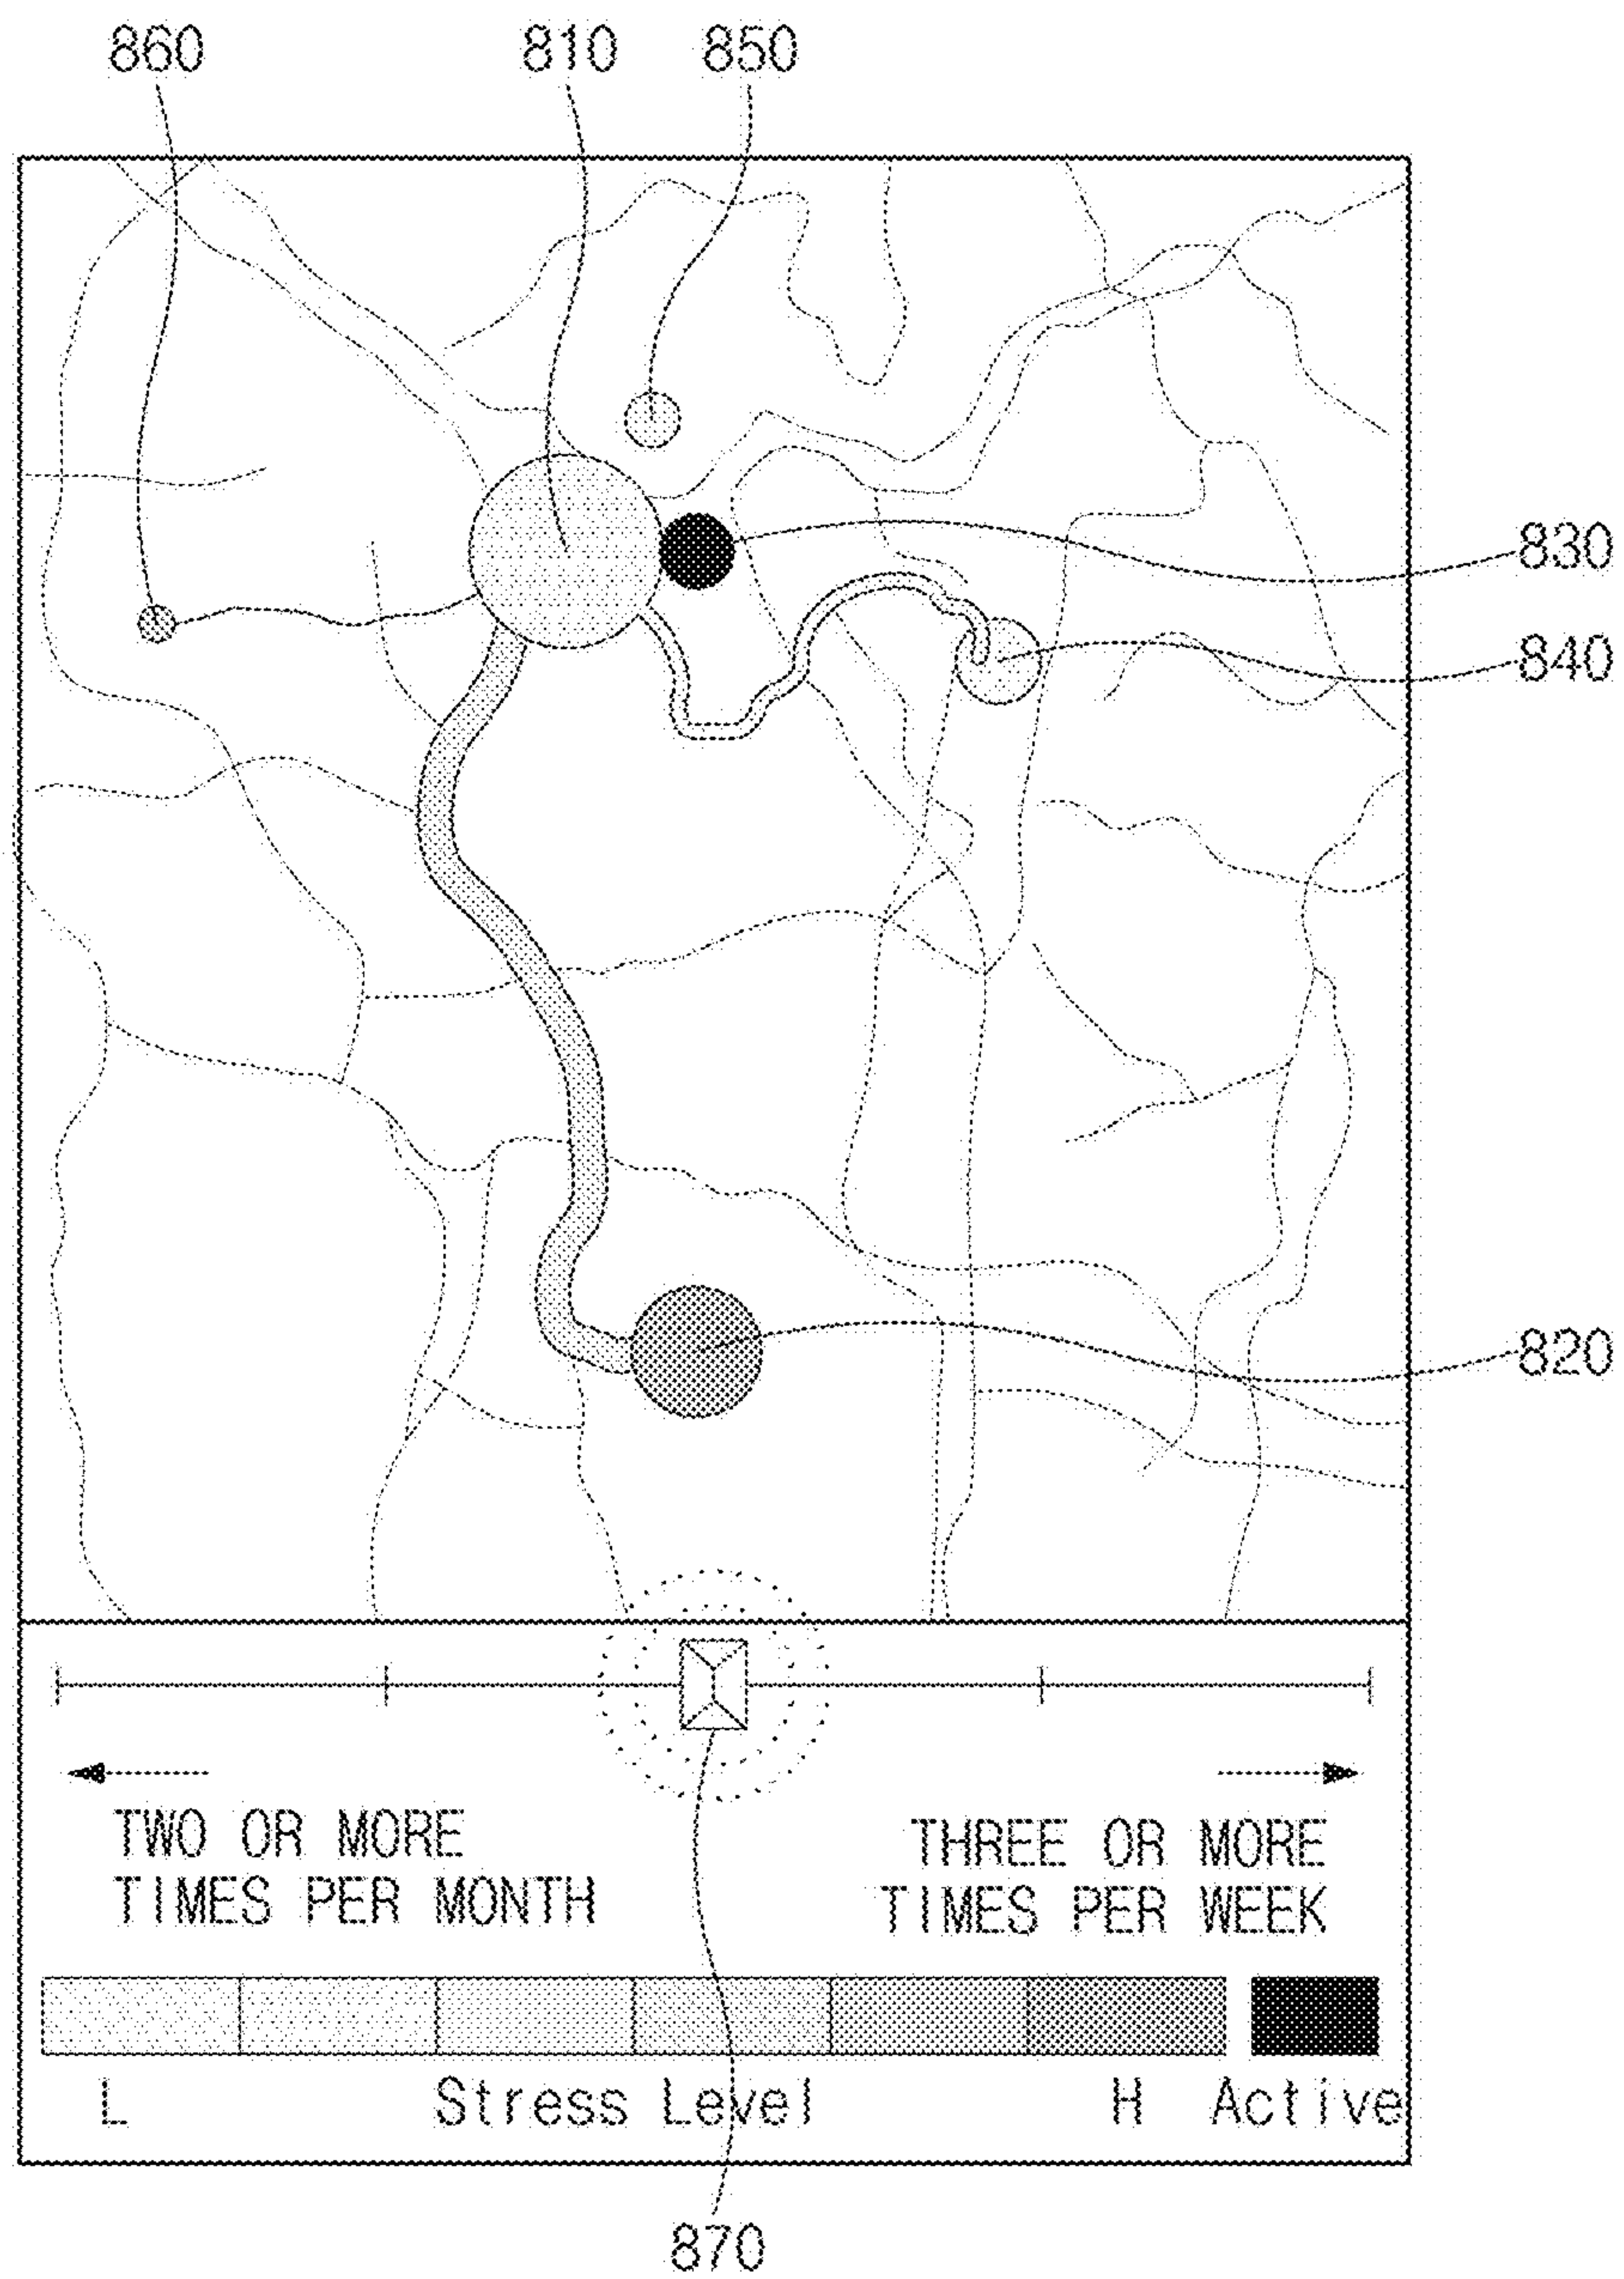 860 810 850
830
840
820
TWO OR MORE
TIMES PER MONTH
THREE OR MORE
TIMES PER WEEK
L Stress Level H Active
870